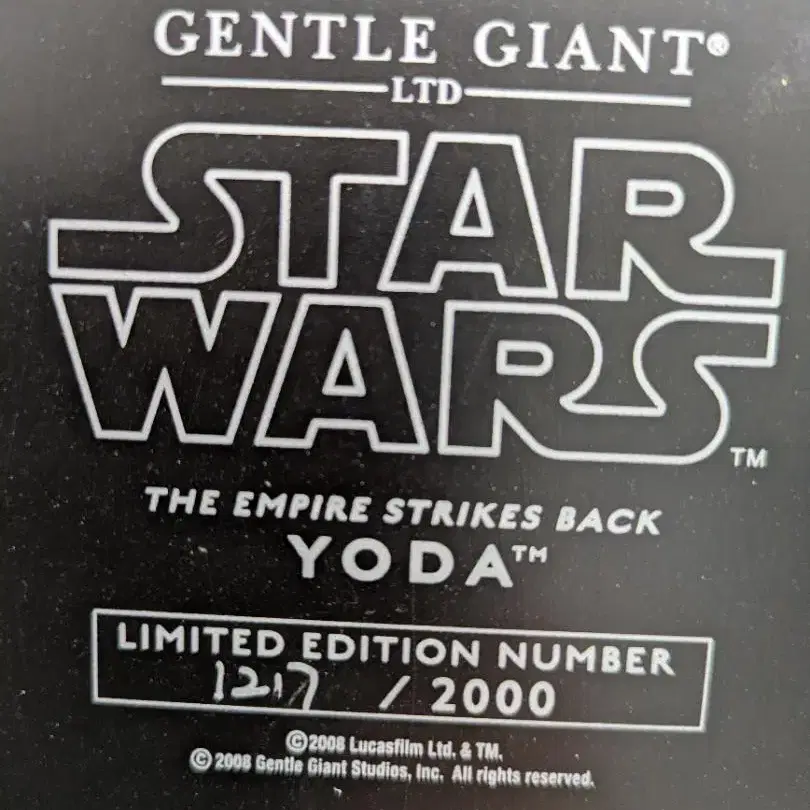 GENTLE GIANT®
LTD
STAR
WARS™
THE EMPIRE STRIKES BACK
YODA™
LIMITED EDITION NUMBER
1217 / 2000
©2008 Lucasfilm Ltd. & TM.
© 2008 Gentle Giant Studios, Inc. All rights reserved.